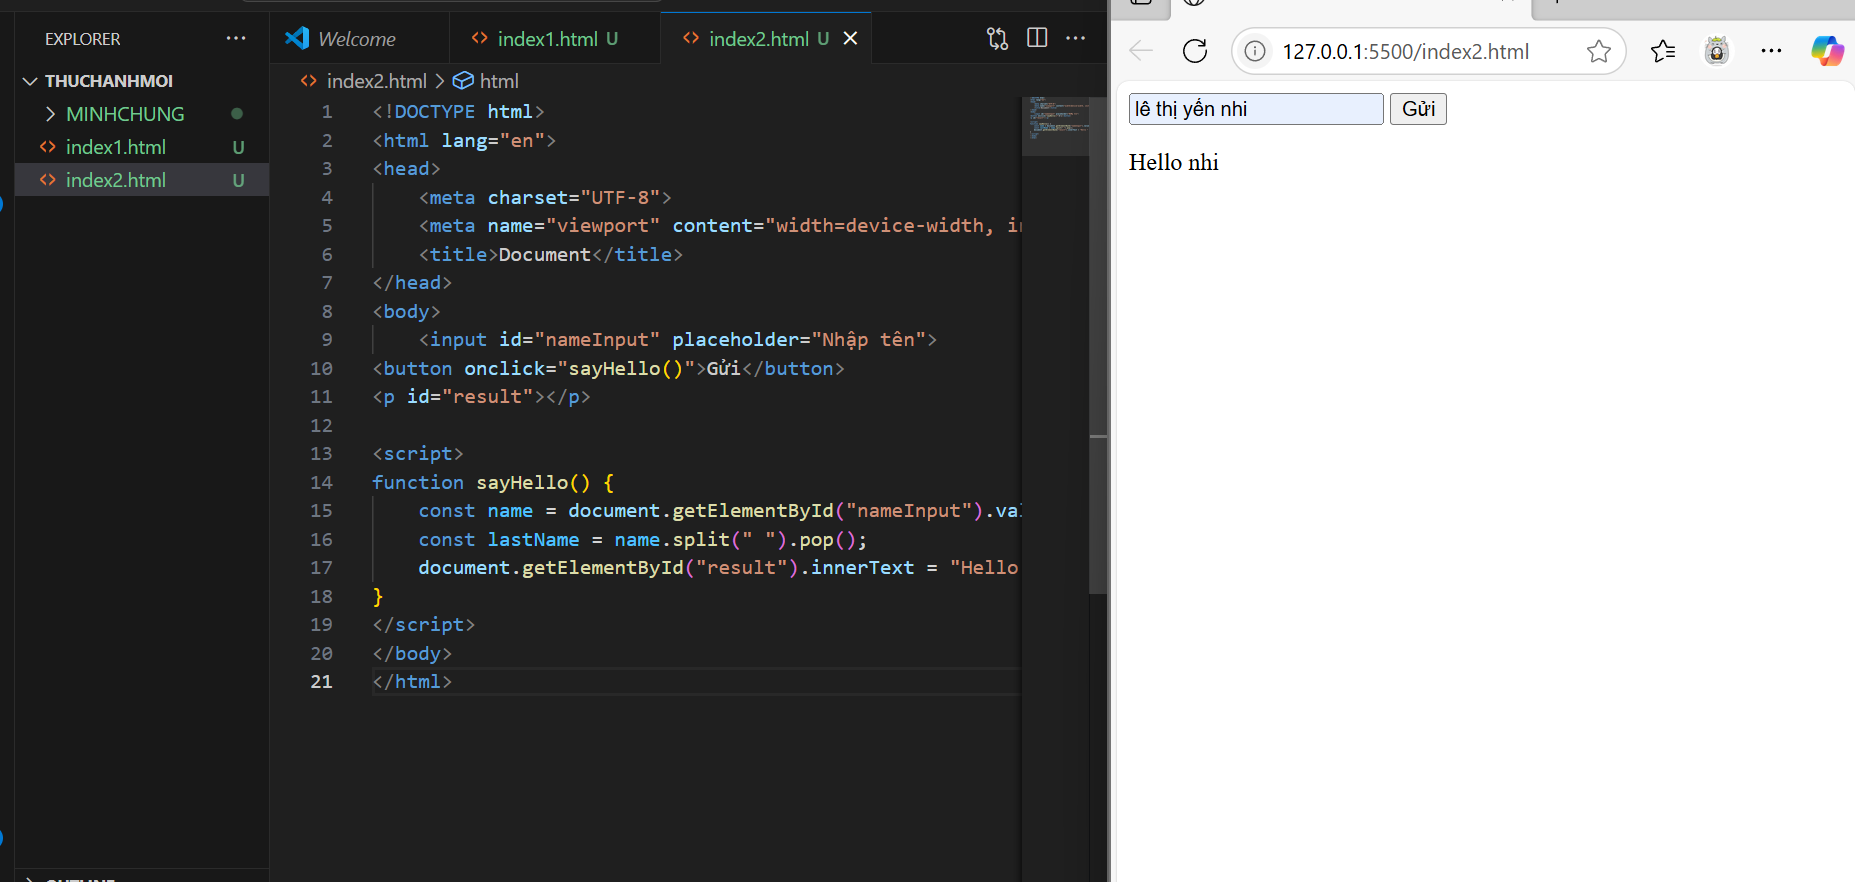 EXPLORER
THUCHANHMOI
MINHCHUNG
index1.html U
index2.html U
Welcome
index1.html U
index2.html U
index2.html > html
1 <!DOCTYPE html>
2 <html lang="en">
3 <head>
4 <meta charset="UTF-8">
5 <meta name="viewport" content="width=device-width, in
6 <title>Document</title>
7 </head>
8 <body>
9 <input id="nameInput" placeholder="Nhập tên">
10 <button onclick="sayHello()">Gửi</button>
11 <p id="result"></p>
12
13 <script>
14 function sayHello() {
15 const name = document.getElementById("nameInput").val
16 const lastName = name.split(" ").pop();
17 document.getElementById("result").innerText = "Hello
18 }
19 </script>
20 </body>
21 </html>
127.0.0.1:5500/index2.html
lê thị yến nhi
Gửi
Hello nhi